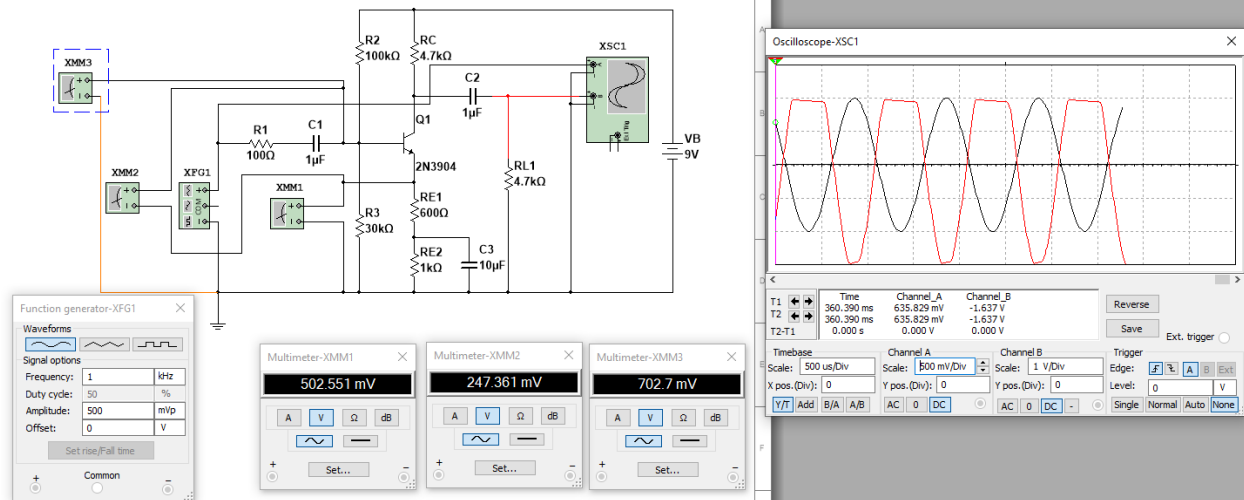 XMM3
R2
100kΩ
RC
4.7kΩ
XSC1
Ext Trig
C2
1µF
Q1
2N3904
VB
9V
R1
100Ω
C1
1µF
RL1
4.7kΩ
XMM2
XFG1
COM
XMM1
RE1
600Ω
R3
30kΩ
RE2
1kΩ
C3
10µF
A
B
C
D
E
F
Function generator-XFG1
Waveforms
Signal options
Frequency: 1 kHz
Duty cycle: 50 %
Amplitude: 500 mVp
Offset: 0 V
Set rise/Fall time
+ Common −
Multimeter-XMM1
502.551 mV
A V Ω dB
+ Set... −
Multimeter-XMM2
247.361 mV
A V Ω dB
+ Set... −
Multimeter-XMM3
702.7 mV
A V Ω dB
+ Set... −
Oscilloscope-XSC1
Time Channel_A Channel_B
T1 360.390 ms 635.829 mV -1.637 V
T2 360.390 ms 635.829 mV -1.637 V
T2-T1 0.000 s 0.000 V 0.000 V
Reverse
Save
Ext. trigger
Timebase
Scale: 500 us/Div
X pos.(Div): 0
Y/T Add B/A A/B
Channel A
Scale: 500 mV/Div
Y pos.(Div): 0
AC 0 DC
Channel B
Scale: 1 V/Div
Y pos.(Div): 0
AC 0 DC -
Trigger
Edge: A B Ext
Level: 0 V
Single Normal Auto None